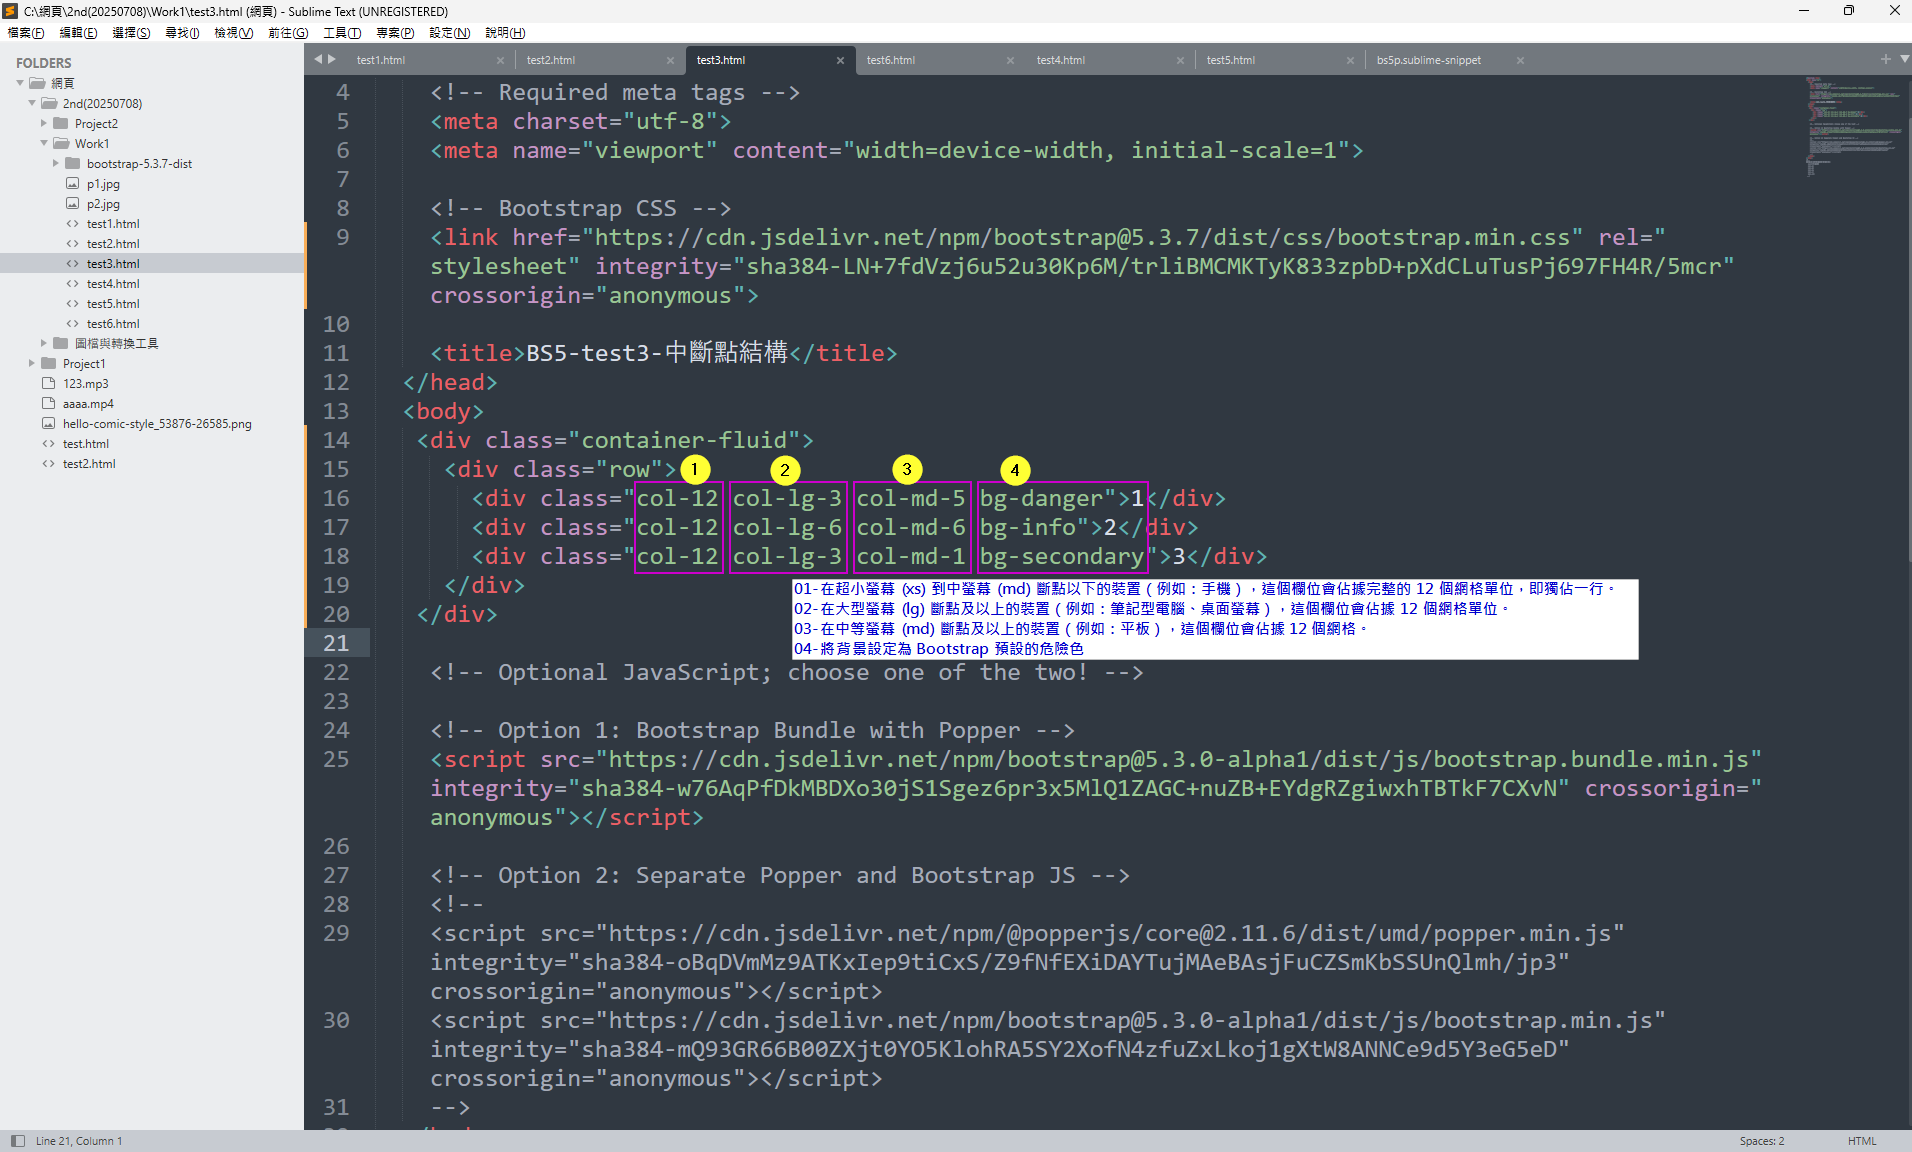 C:\網頁\2nd(20250708)\Work1\test3.html (網頁) - Sublime Text (UNREGISTERED)
檔案(F) 編輯(E) 選擇(S) 尋找(I) 檢視(V) 前往(G) 工具(T) 專案(P) 設定(N) 說明(H)
FOLDERS
網頁
2nd(20250708)
Project2
Work1
bootstrap-5.3.7-dist
p1.jpg
p2.jpg
test1.html
test2.html
test3.html
test4.html
test5.html
test6.html
圖檔與轉換工具
Project1
123.mp3
aaaa.mp4
hello-comic-style_53876-26585.png
test.html
test2.html
test1.html test2.html test3.html test6.html test4.html test5.html bs5p.sublime-snippet
4 <!-- Required meta tags -->
5 <meta charset="utf-8">
6 <meta name="viewport" content="width=device-width, initial-scale=1">
7
8 <!-- Bootstrap CSS -->
9 <link href="https://cdn.jsdelivr.net/npm/bootstrap@5.3.7/dist/css/bootstrap.min.css" rel="
stylesheet" integrity="sha384-LN+7fdVzj6u52u30Kp6M/trliBMCMKTyK833zpbD+pXdCLuTusPj697FH4R/5mcr"
crossorigin="anonymous">
10
11 <title>BS5-test3-中斷點結構</title>
12 </head>
13 <body>
14 <div class="container-fluid">
15 <div class="row"> 1 2 3 4
16 <div class="col-12 col-lg-3 col-md-5 bg-danger">1</div>
17 <div class="col-12 col-lg-6 col-md-6 bg-info">2</div>
18 <div class="col-12 col-lg-3 col-md-1 bg-secondary">3</div>
19 </div>
20 </div>
01-在超小螢幕 (xs) 到中螢幕 (md) 斷點以下的裝置（例如：手機），這個欄位會佔據完整的 12 個網格單位，即獨佔一行。
02-在大型螢幕 (lg) 斷點及以上的裝置（例如：筆記型電腦、桌面螢幕），這個欄位會佔據 12 個網格單位。
03-在中等螢幕 (md) 斷點及以上的裝置（例如：平板），這個欄位會佔據 12 個網格。
04-將背景設定為 Bootstrap 預設的危險色
21
22 <!-- Optional JavaScript; choose one of the two! -->
23
24 <!-- Option 1: Bootstrap Bundle with Popper -->
25 <script src="https://cdn.jsdelivr.net/npm/bootstrap@5.3.0-alpha1/dist/js/bootstrap.bundle.min.js"
integrity="sha384-w76AqPfDkMBDXo30jS1Sgez6pr3x5MlQ1ZAGC+nuZB+EYdgRZgiwxhTBTkF7CXvN" crossorigin="
anonymous"></script>
26
27 <!-- Option 2: Separate Popper and Bootstrap JS -->
28 <!--
29 <script src="https://cdn.jsdelivr.net/npm/@popperjs/core@2.11.6/dist/umd/popper.min.js"
integrity="sha384-oBqDVmMz9ATKxIep9tiCxS/Z9fNfEXiDAYTujMAeBAsjFuCZSmKbSSUnQlmh/jp3"
crossorigin="anonymous"></script>
30 <script src="https://cdn.jsdelivr.net/npm/bootstrap@5.3.0-alpha1/dist/js/bootstrap.min.js"
integrity="sha384-mQ93GR66B00ZXjt0YO5KlohRA5SY2XofN4zfuZxLkoj1gXtW8ANNCe9d5Y3eG5eD"
crossorigin="anonymous"></script>
31 -->
Line 21, Column 1 Spaces: 2 HTML